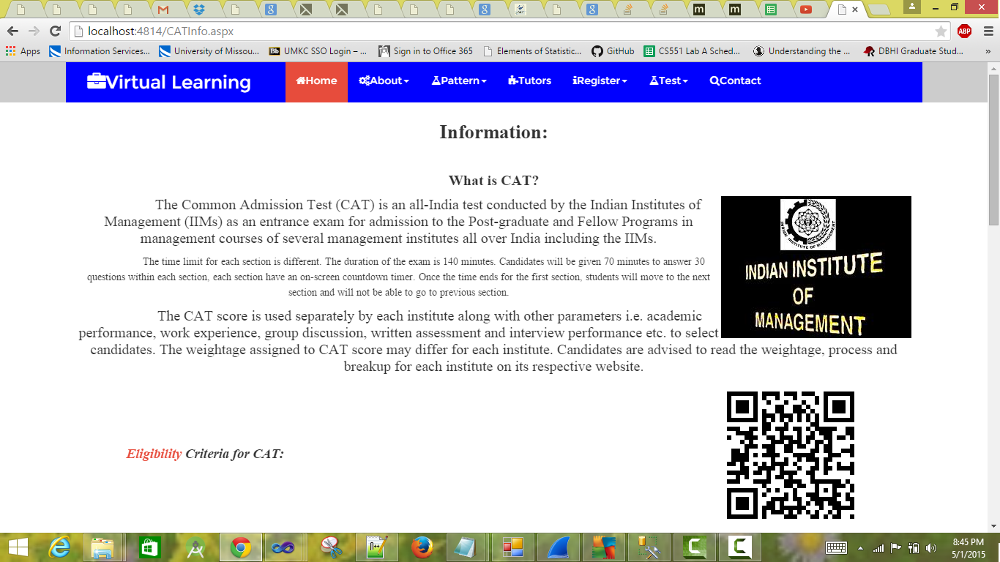 localhost:4814/CATInfo.aspx
ABP
Apps Information Services... University of Missou... Bb UMKC SSO Login – ... Sign in to Office 365 Elements of Statistic... GitHub CS551 Lab A Sched... Understanding the ... DBHI Graduate Stud... »
Virtual Learning Home About Pattern Tutors Register Test Contact
Information:
What is CAT?
The Common Admission Test (CAT) is an all-India test conducted by the Indian Institutes of
Management (IIMs) as an entrance exam for admission to the Post-graduate and Fellow Programs in
management courses of several management institutes all over India including the IIMs.
The time limit for each section is different. The duration of the exam is 140 minutes. Candidates will be given 70 minutes to answer 30
questions within each section, each section have an on-screen countdown timer. Once the time ends for the first section, students will move to the next
section and will not be able to go to previous section.
The CAT score is used separately by each institute along with other parameters i.e. academic
performance, work experience, group discussion, written assessment and interview performance etc. to select
candidates. The weightage assigned to CAT score may differ for each institute. Candidates are advised to read the weightage, process and
breakup for each institute on its respective website.
INDIAN INSTITUTE OF MANAGEMENT
INDIAN INSTITUTE
OF
MANAGEMENT
Eligibility Criteria for CAT:
8:45 PM
5/1/2015